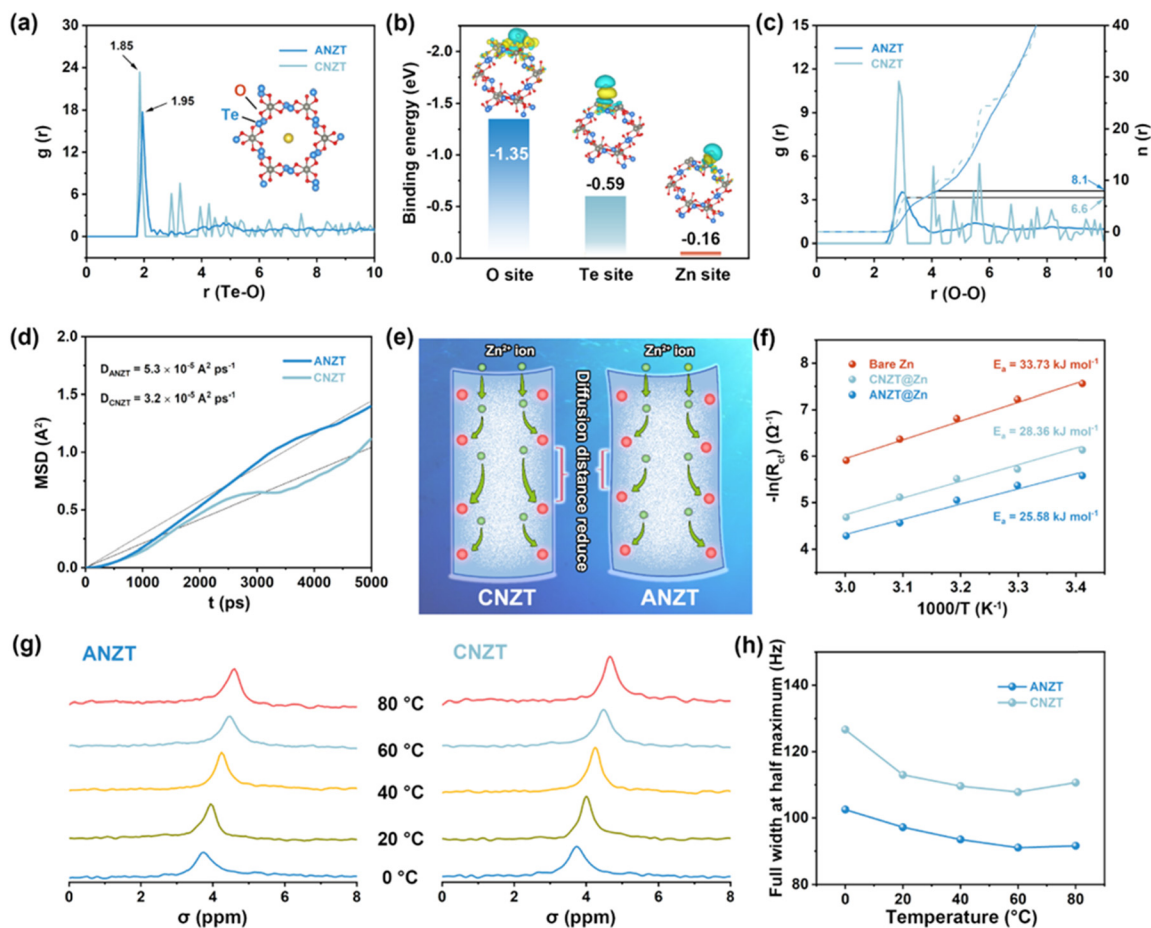 (a)
30
24
18
12
6
0
g (r)
1.85
1.95
ANZT
CNZT
O
Te
0 2 4 6 8 10
r (Te-O)
(b)
-2.0
-1.5
-1.0
-0.5
0.0
Binding energy (eV)
-1.35
-0.59
-0.16
O site Te site Zn site
(c)
15
12
9
6
3
0
g (r)
ANZT
CNZT
40
30
20
10
0
n (r)
8.1
6.6
0 2 4 6 8 10
r (O-O)
(d)
2.0
1.5
1.0
0.5
0.0
MSD (A²)
ANZT
CNZT
D_ANZT = 5.3 × 10⁻⁵ A² ps⁻¹
D_CNZT = 3.2 × 10⁻⁵ A² ps⁻¹
0 1000 2000 3000 4000 5000
t (ps)
(e)
Zn²⁺ ion
Zn²⁺ ion
Diffusion distance reduce
CNZT
ANZT
(f)
8
7
6
5
4
-ln(R_ct) (Ω⁻¹)
Bare Zn
CNZT@Zn
ANZT@Zn
E_a = 33.73 kJ mol⁻¹
E_a = 28.36 kJ mol⁻¹
E_a = 25.58 kJ mol⁻¹
3.0 3.1 3.2 3.3 3.4
1000/T (K⁻¹)
(g)
ANZT
CNZT
80 °C
60 °C
40 °C
20 °C
0 °C
0 2 4 6 8
σ (ppm)
0 2 4 6 8
σ (ppm)
(h)
140
120
100
80
Full width at half maximum (Hz)
ANZT
CNZT
0 20 40 60 80
Temperature (°C)